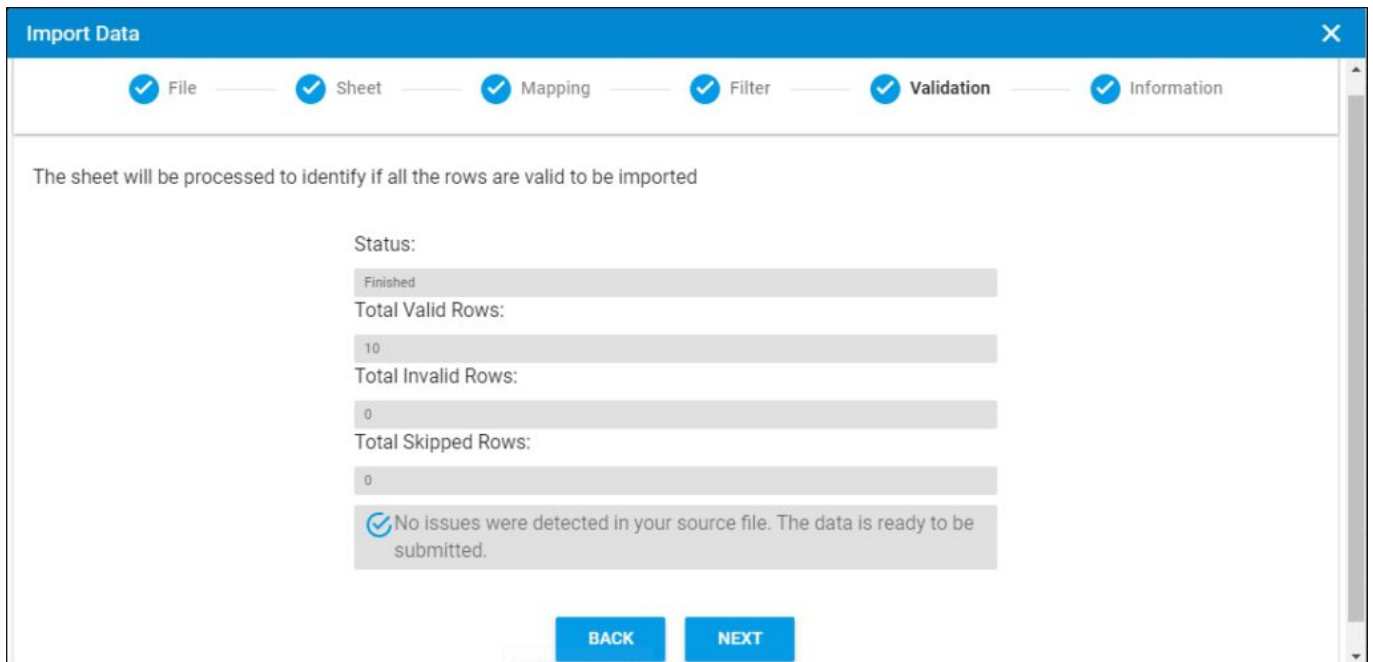 Import Data
File Sheet Mapping Filter Validation Information
The sheet will be processed to identify if all the rows are valid to be imported
Status:
Finished
Total Valid Rows:
10
Total Invalid Rows:
0
Total Skipped Rows:
0
No issues were detected in your source file. The data is ready to be
submitted.
BACK NEXT